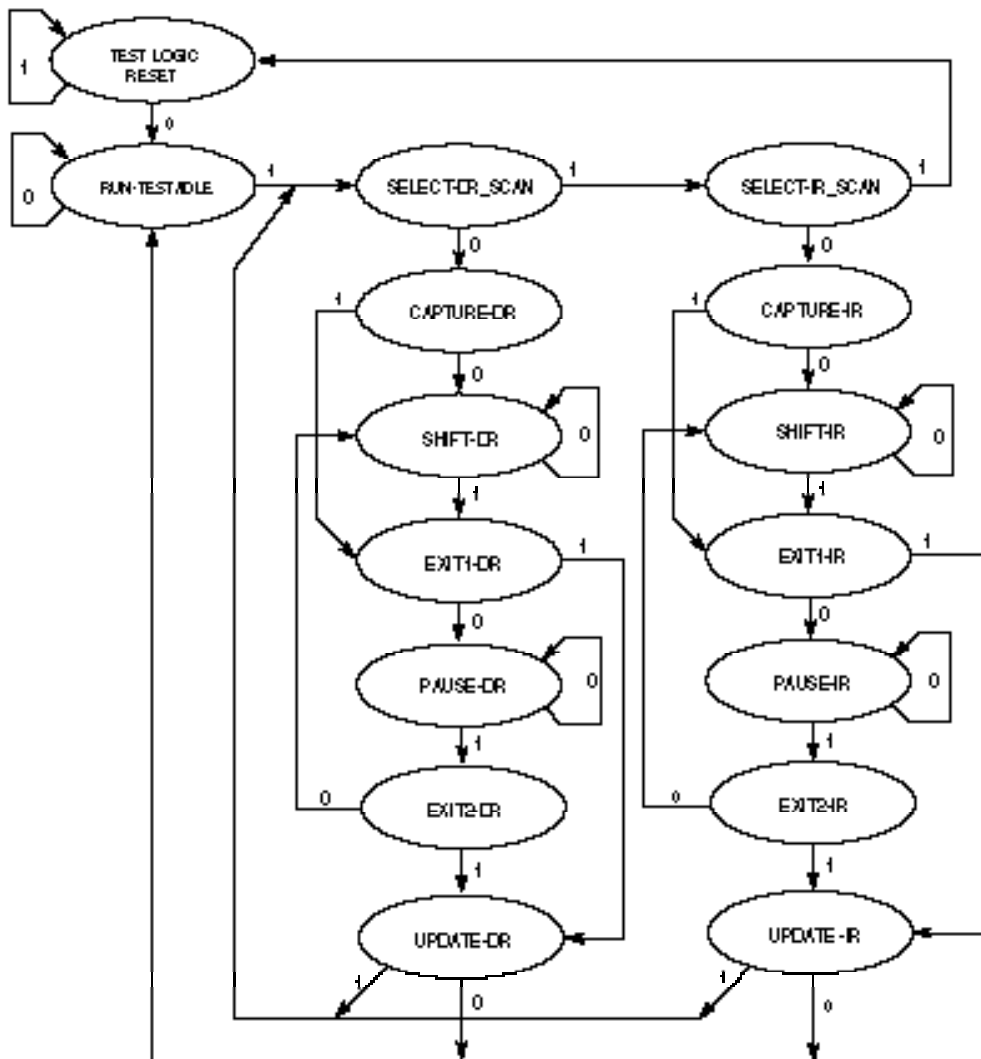 TEST LOGIC
RESET
1
0
RUN-TEST/IDLE
0
1
SELECT-DR_SCAN
1
SELECT-IR_SCAN
1
0
0
1
CAPTURE-DR
1
CAPTURE-IR
0
0
SHIFT-DR
0
SHIFT-IR
0
1
1
EXIT1-DR
1
EXIT1-IR
1
0
0
PAUSE-DR
0
PAUSE-IR
0
1
1
0
EXIT2-DR
0
EXIT2-IR
1
1
UPDATE-DR
UPDATE-IR
1
0
1
0